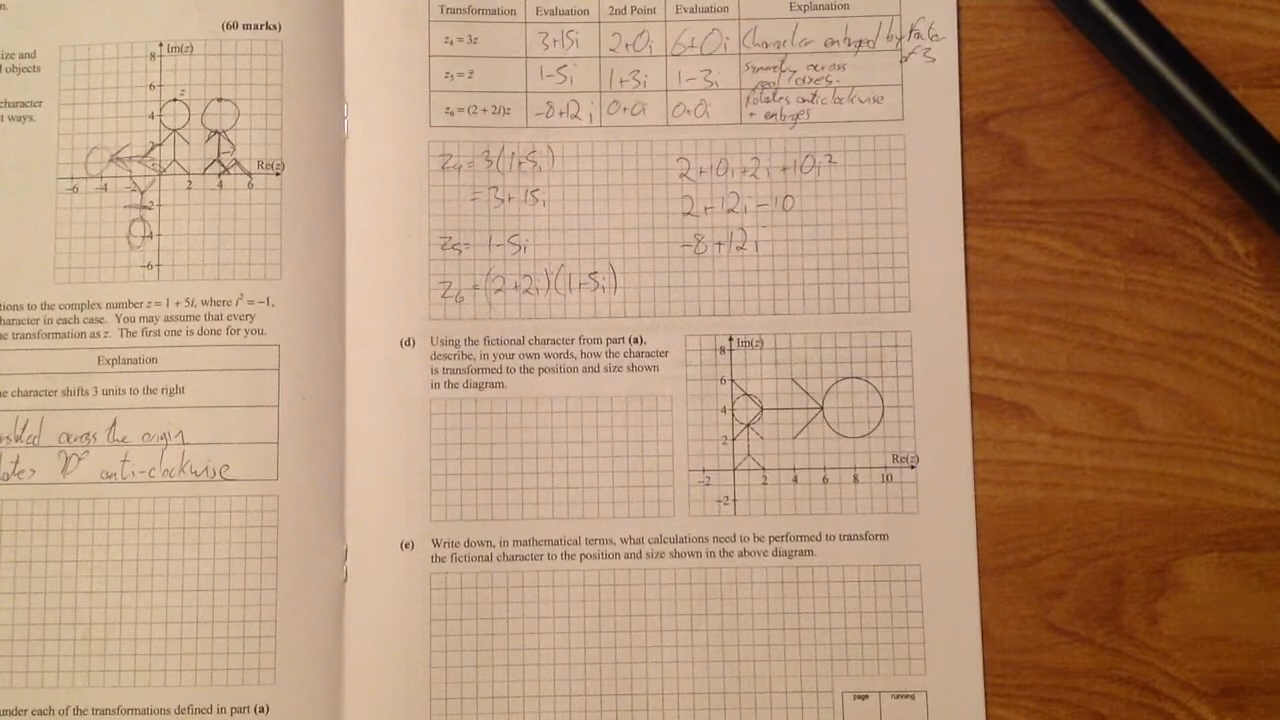 n.
(60 marks)
ize and
l objects
character
t ways.
Im(z)
8
6
z
4
2
Re(z)
-6 -4 -2 2 4 6
-2
-4
-6
tions to the complex number z = 1 + 5i, where i² = −1,
haracter in each case. You may assume that every
e transformation as z. The first one is done for you.
Explanation
e character shifts 3 units to the right
across the origin
lates 90° anti-clockwise
under each of the transformations defined in part (a)
Transformation Evaluation 2nd Point Evaluation Explanation
z₄ = 3z 3+15i 2+0i 6+0i Character enlarged by factor of 3
z₅ = z̄ 1-5i 1+3i 1-3i Symmetry across real axes.
z₆ = (2 + 2i)z -8+12i 0+0i 0+0i Rotates anticlockwise + enlarges
Z₄ = 3(1+5i)
= 3+15i
Z₅ = 1-5i
Z₆ = (2+2i)(1+5i)
2+10i+2i+10i²
2+12i-10
-8+12i
(d) Using the fictional character from part (a),
describe, in your own words, how the character
is transformed to the position and size shown
in the diagram.
Im(z)
8
6
4
2
Re(z)
-2 2 4 6 8 10
-2
(e) Write down, in mathematical terms, what calculations need to be performed to transform
the fictional character to the position and size shown in the above diagram.
page running